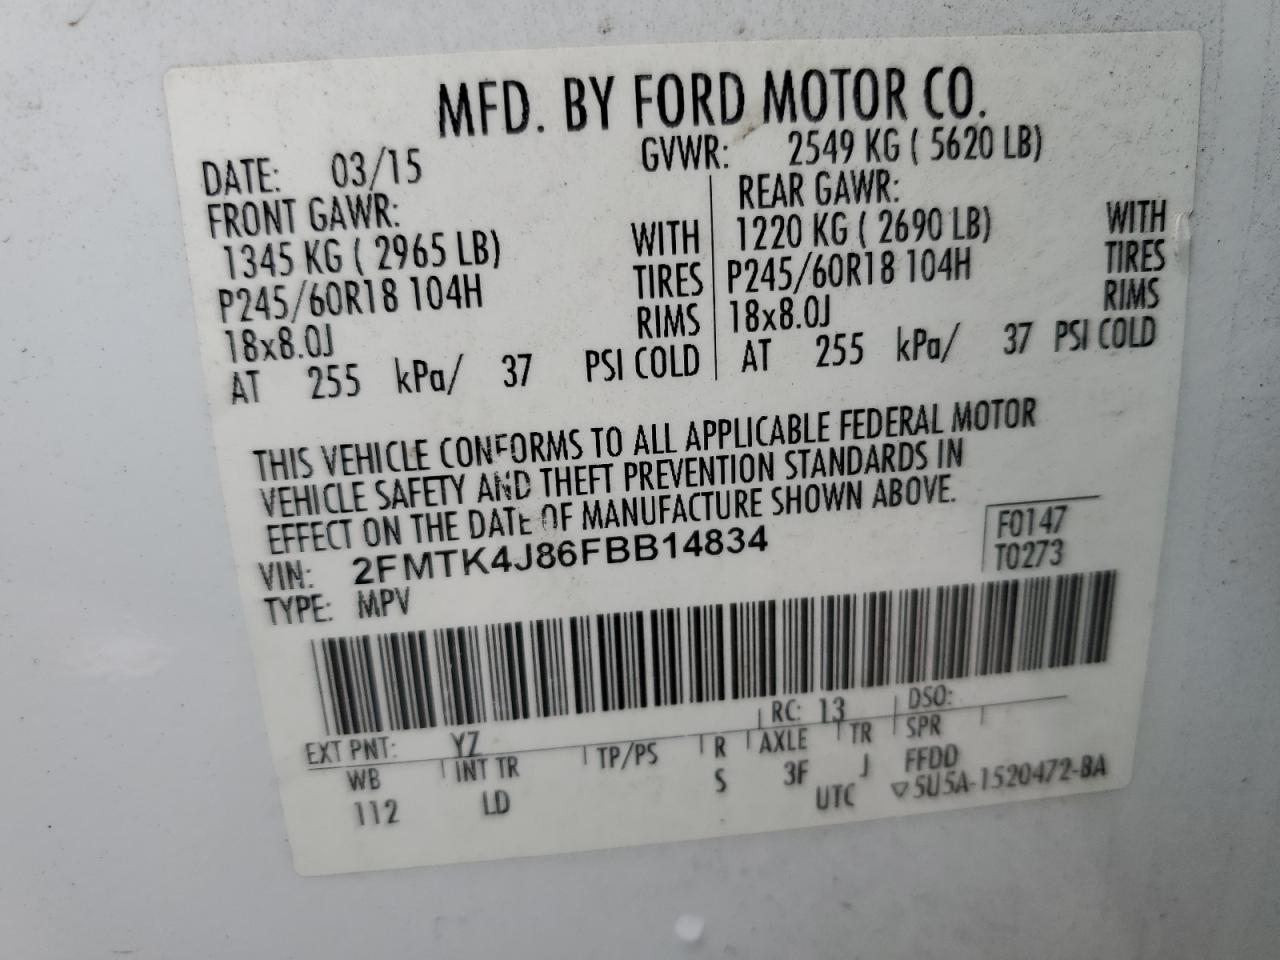 MFD. BY FORD MOTOR CO.
DATE: 03/15 GVWR: 2549 KG ( 5620 LB)
FRONT GAWR: REAR GAWR:
1345 KG ( 2965 LB) WITH 1220 KG ( 2690 LB) WITH
P245/60R18 104H TIRES P245/60R18 104H TIRES
18x8.0J RIMS 18x8.0J RIMS
AT 255 kPa/ 37 PSI COLD AT 255 kPa/ 37 PSI COLD
THIS VEHICLE CONFORMS TO ALL APPLICABLE FEDERAL MOTOR
VEHICLE SAFETY AND THEFT PREVENTION STANDARDS IN
EFFECT ON THE DATE OF MANUFACTURE SHOWN ABOVE.
VIN: 2FMTK4J86FBB14834 F0147
TYPE: MPV T0273
EXT PNT: YZ RC: 13 DSO:
WB INT TR TP/PS R AXLE TR SPR
112 LD S 3F J FFDD
UTC ▽5U5A-1520472-BA